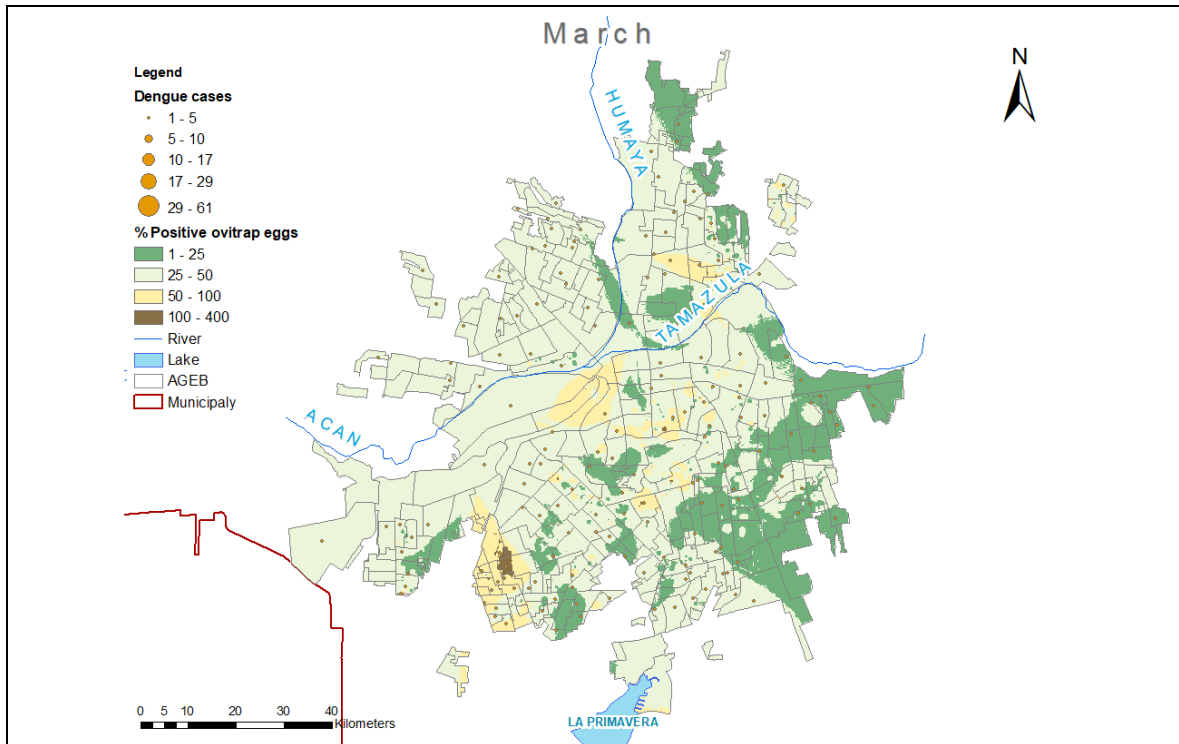 March
N
Legend
Dengue cases
1 - 5
5 - 10
10 - 17
17 - 29
29 - 61
% Positive ovitrap eggs
1 - 25
25 - 50
50 - 100
100 - 400
River
Lake
AGEB
Municipaly
HUMAYA
TAMAZULA
ACAN
0 5 10 20 30 40
Kilometers
LA PRIMAVERA